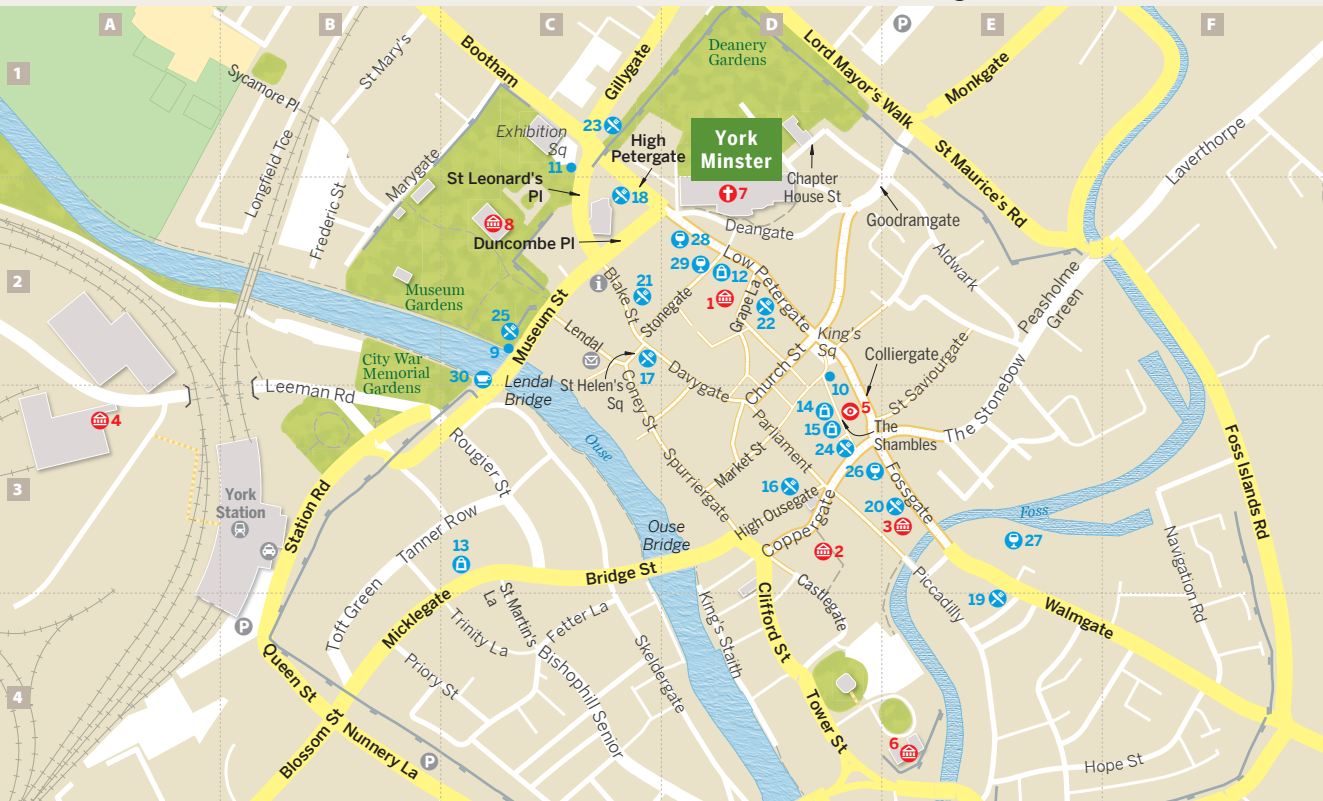 A
B
C
D
E
F
1
2
3
4
P
Deanery
Gardens
Lord Mayor's Walk
Monkgate
Bootham
Gillygate
St Mary's
Sycamore Pl
Longfield Tce
Frederic St
Marygate
Exhibition
Sq
11
23
High
Petergate
York
Minster
7
St Maurice's Rd
Laverthorpe
St Leonard's
Pl
18
Chapter
House St
Goodramgate
8
Duncombe Pl
Deangate
28
29
12
Low Petergate
Aldwark
i
21
Blake St
Stonegate
1
Grape La
22
Museum
Gardens
25
9
Museum St
Lendal
King's
Sq
Colliergate
Peasholme
Green
City War
Memorial
Gardens
30
Lendal
Bridge
St Helen's
Sq
17
Davygate
Church St
10
St Saviourgate
Leeman Rd
4
Coney St
Parliament
14
5
15
The
Shambles
The Stonebow
24
Rougier St
Ouse
Spurriergate
Market St
26
Fossgate
16
20
High Ousegate
Coppergate
3
Foss
27
Foss Islands Rd
York
Station
Station Rd
Tanner Row
13
Ouse
Bridge
Bridge St
2
Piccadilly
Navigation Rd
Toft Green
Micklegate
St Martin's
La
Fetter La
Trinity La
Castlegate
Clifford St
King's Staith
19
Walmgate
P
Queen St
Priory St
Bishophill Senior
Skeldergate
Tower St
6
Blossom St
Nunnery La
P
Hope St